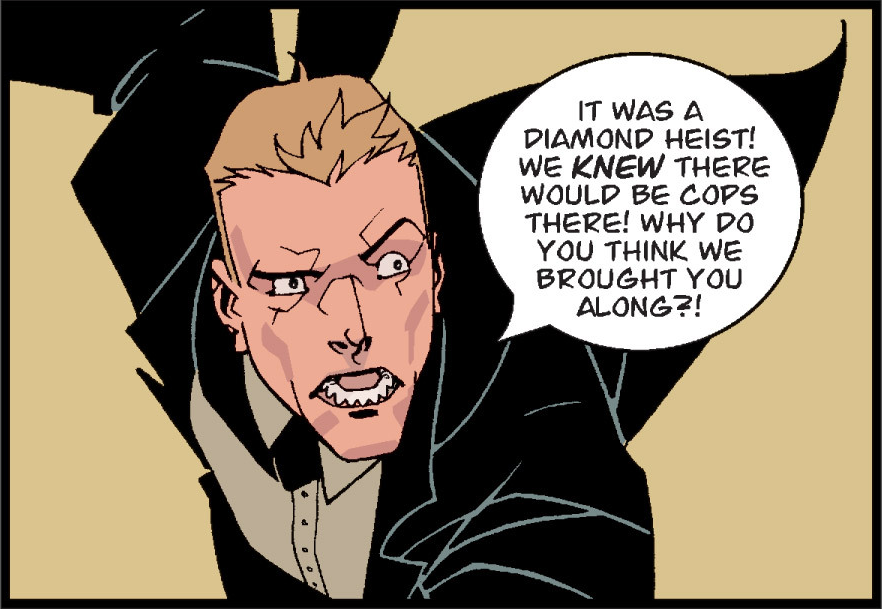 IT WAS A
DIAMOND HEIST!
WE KNEW THERE
WOULD BE COPS
THERE! WHY DO
YOU THINK WE
BROUGHT YOU
ALONG?!